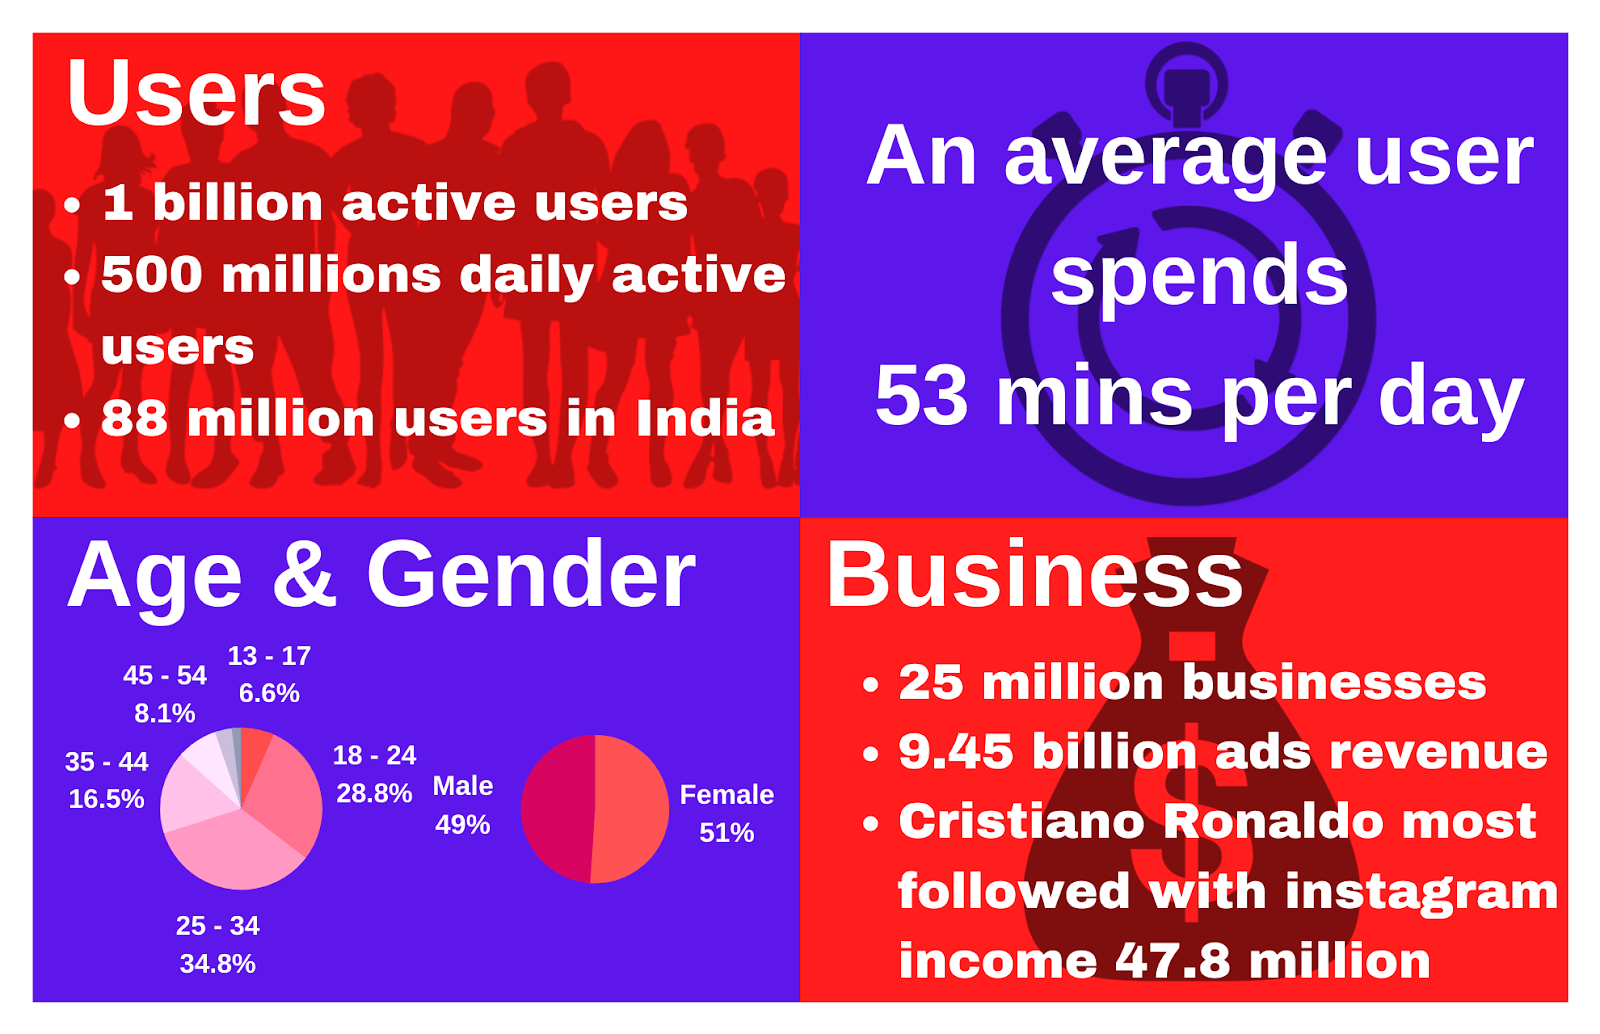 Users
• 1 billion active users
• 500 millions daily active
users
• 88 million users in India
An average user
spends
53 mins per day
Age & Gender
13 - 17
6.6%
45 - 54
8.1%
35 - 44
16.5%
18 - 24
28.8%
25 - 34
34.8%
Male
49%
Female
51%
Business
• 25 million businesses
• 9.45 billion ads revenue
• Cristiano Ronaldo most
followed with instagram
income 47.8 million
$